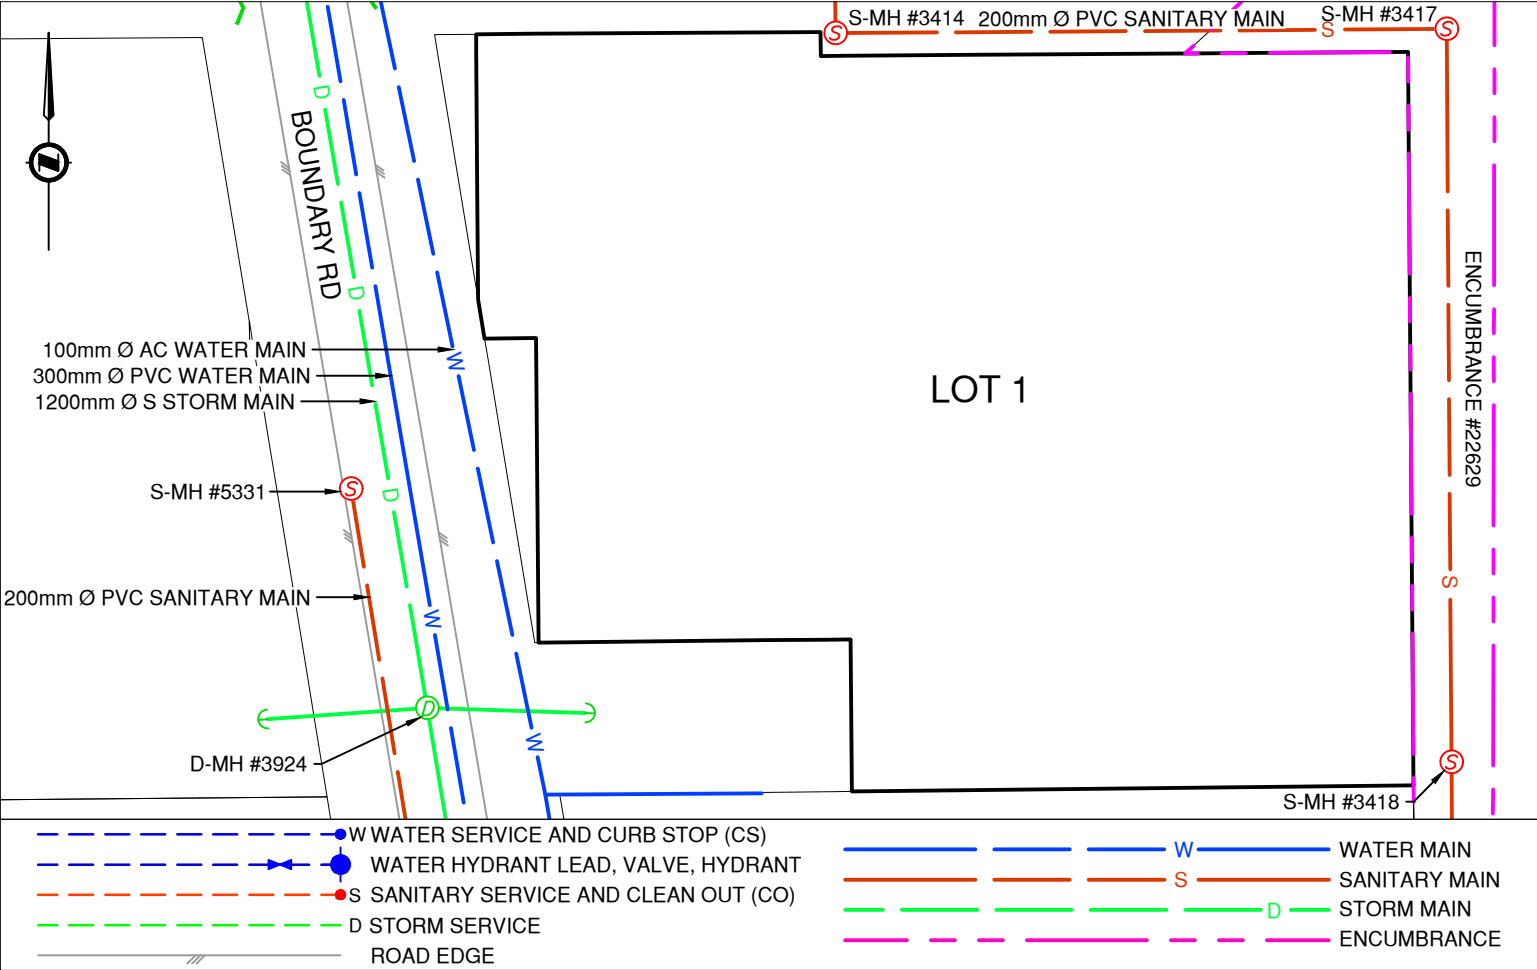 S-MH #3414 200mm Ø PVC SANITARY MAIN S-MH #3417
S
S
S
D
BOUNDARY RD
D
100mm Ø AC WATER MAIN
W
300mm Ø PVC WATER MAIN
1200mm Ø S STORM MAIN
LOT 1
ENCUMBRANCE #22629
S-MH #5331
S
D
S
200mm Ø PVC SANITARY MAIN
W
D
W
D-MH #3924
S
S-MH #3418
W WATER SERVICE AND CURB STOP (CS)
WATER HYDRANT LEAD, VALVE, HYDRANT
S SANITARY SERVICE AND CLEAN OUT (CO)
D STORM SERVICE
ROAD EDGE
W WATER MAIN
S SANITARY MAIN
D STORM MAIN
ENCUMBRANCE